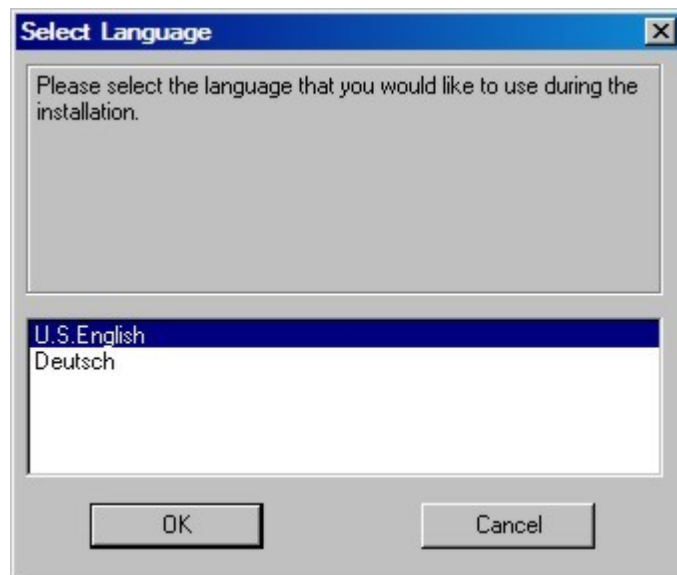 Select Language
Please select the language that you would like to use during the
installation.
U.S.English
Deutsch
OK
Cancel